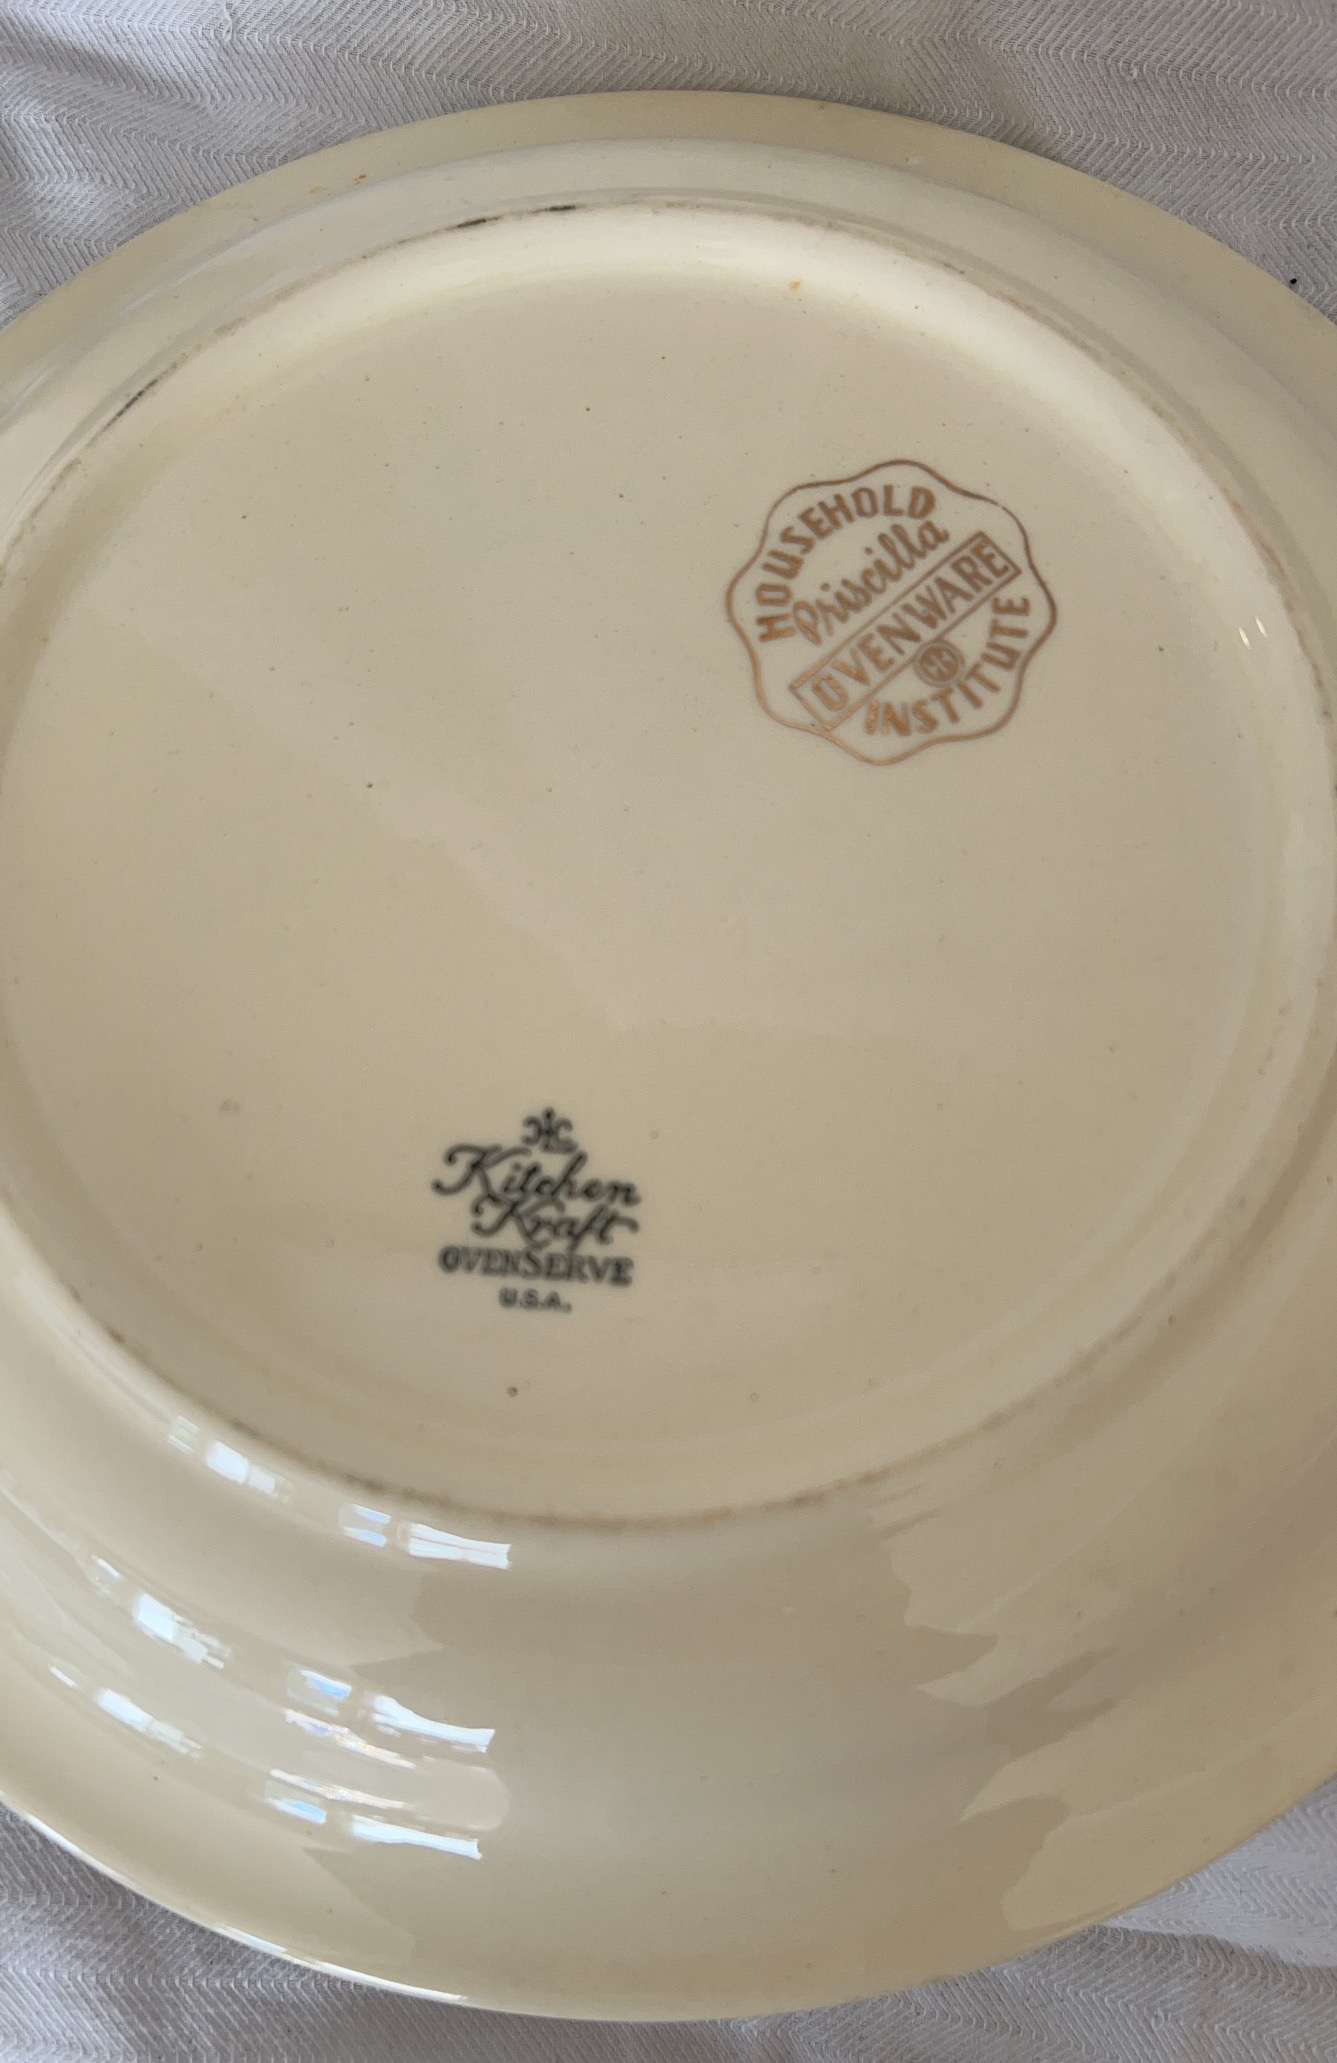 HOUSEHOLD
Priscilla
OVENWARE
INSTITUTE
Kitchen
Kraft
OVENSERVE
U.S.A.